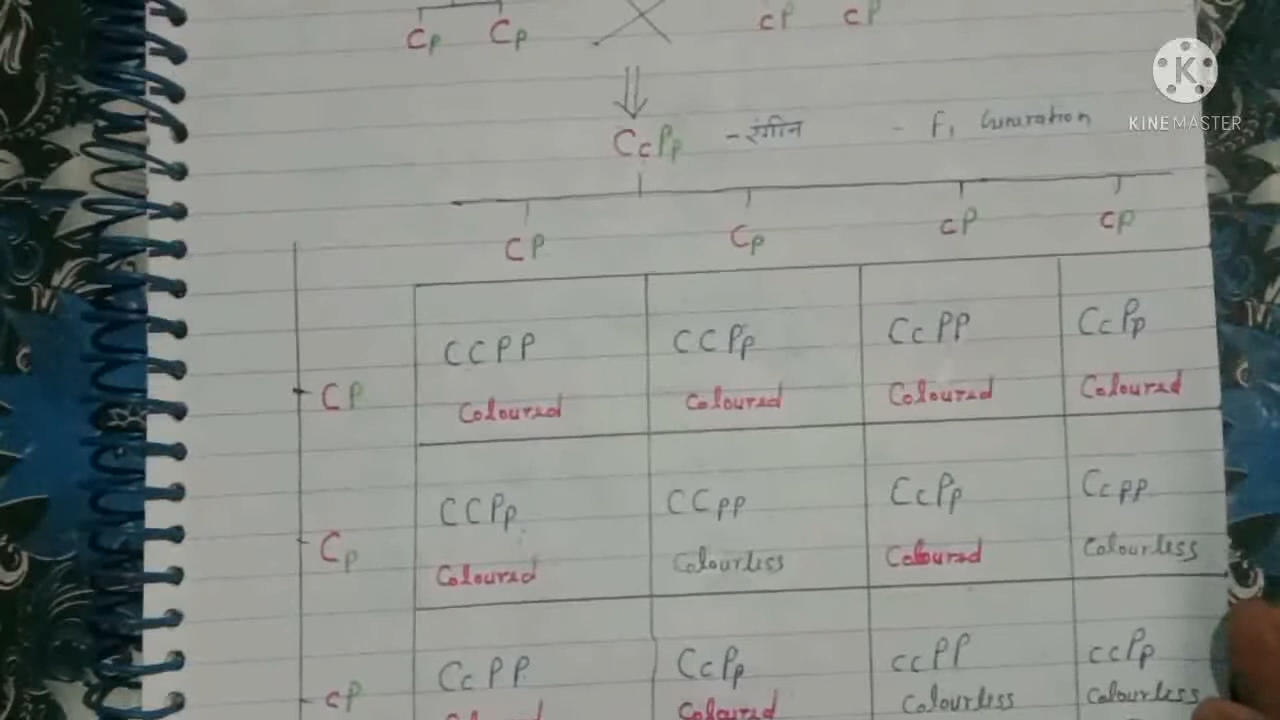 Cp Cp cP cP
K
KINEMASTER
CcPp - रंगीन - F1 Generation
CP Cp cP cp
CCPP CCPp CcPP CcPp
CP Coloured Coloured Coloured Coloured
CCPp CCpp CcPp Ccpp
Cp Coloured Colourless Coloured Colourless
CcPP CcPp ccPP ccPp
cP Coloured Coloured Colourless Colourless